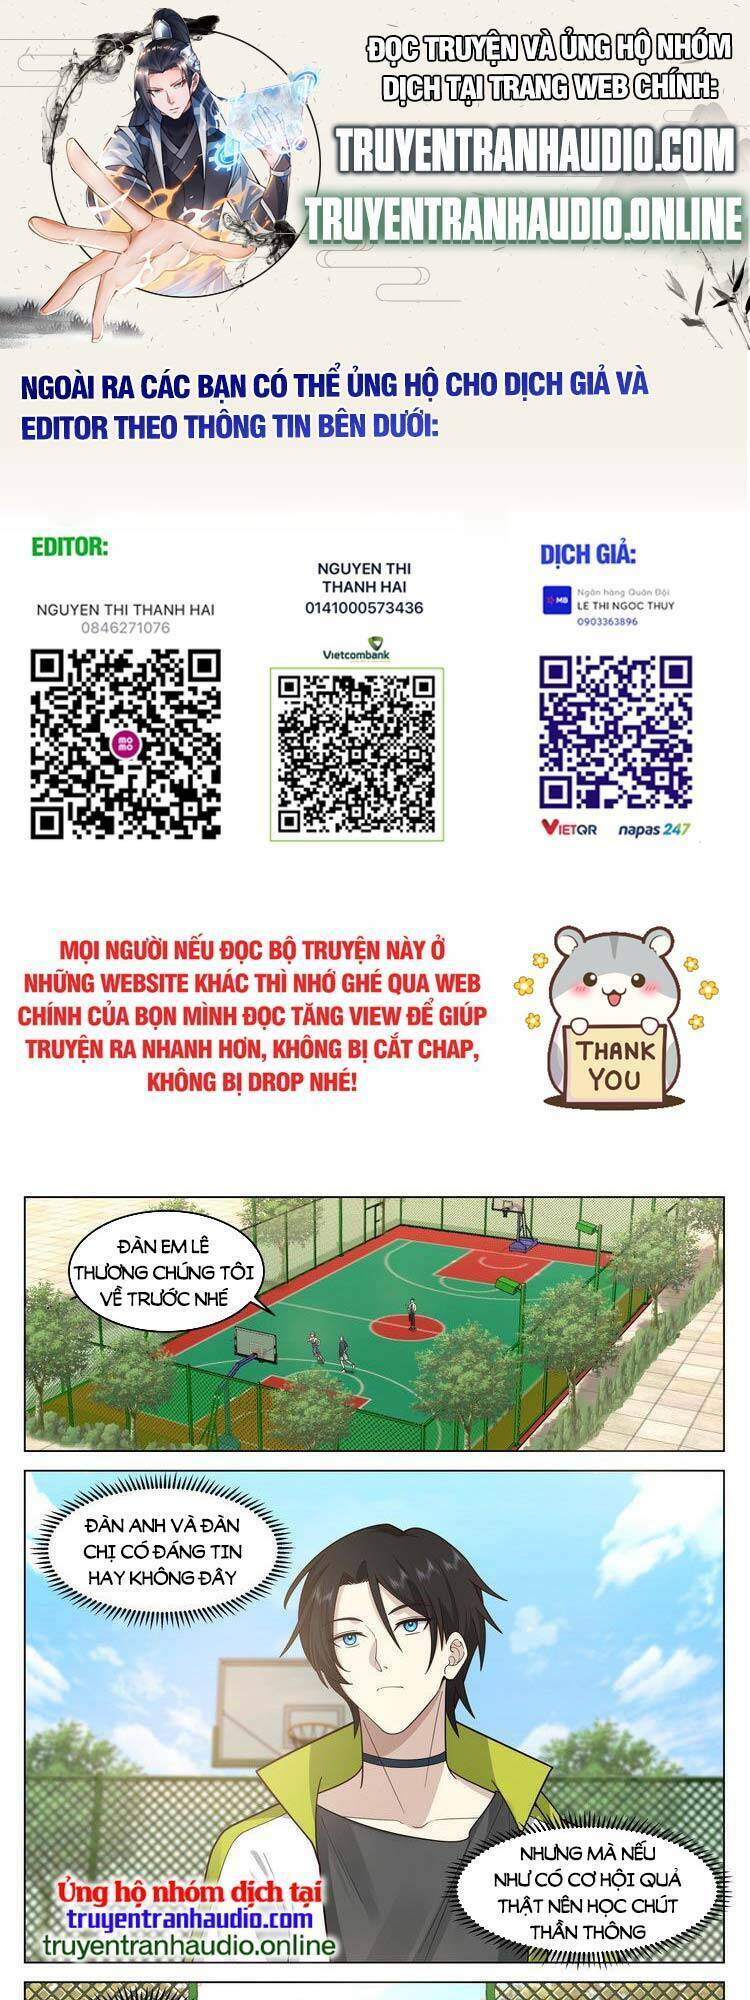 ĐỌC TRUYỆN VÀ ỦNG HỘ NHÓM
DỊCH TẠI TRANG WEB CHÍNH:
TRUYENTRANHAUDIO.COM
TRUYENTRANHAUDIO.ONLINE
NGOÀI RA CÁC BẠN CÓ THỂ ỦNG HỘ CHO DỊCH GIẢ VÀ
EDITOR THEO THÔNG TIN BÊN DƯỚI:
EDITOR:
NGUYEN THI THANH HAI
0846271076
mo
mo
NGUYEN THI
THANH HAI
0141000573436
Vietcombank
DỊCH GIẢ:
MB
Ngân hàng Quân Đội
LE THI NGOC THUY
0903363896
VIETQR
napas 247
MỌI NGƯỜI NẾU ĐỌC BỘ TRUYỆN NÀY Ở
NHỮNG WEBSITE KHÁC THÌ NHỚ GHÉ QUA WEB
CHÍNH CỦA BỌN MÌNH ĐỌC TĂNG VIEW ĐỂ GIÚP
TRUYỆN RA NHANH HƠN, KHÔNG BỊ CẮT CHAP,
KHÔNG BỊ DROP NHÉ!
THANK
YOU
ĐÀN EM LÊ
THƯƠNG CHÚNG TÔI
VỀ TRƯỚC NHÉ
ĐÀN ANH VÀ ĐÀN
CHỊ CÓ ĐÁNG TIN
HAY KHÔNG ĐÂY
NHƯNG MÀ NẾU
NHƯ CÓ CƠ HỘI QUẢ
THẬT NÊN HỌC CHÚT
THẦN THÔNG
Ủng hộ nhóm dịch tại
truyentranhaudio.com
truyentranhaudio.online